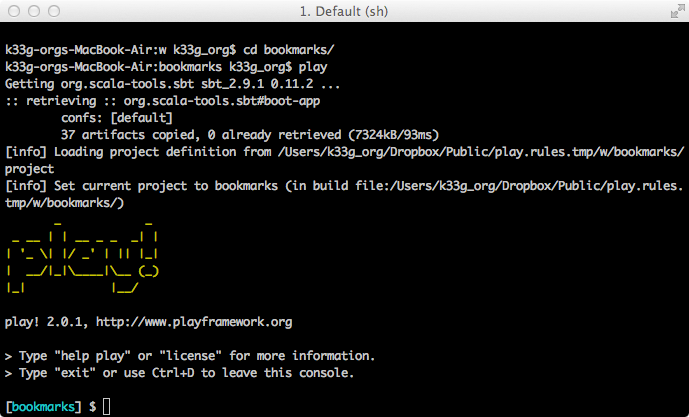 1. Default (sh)
k33g-orgs-MacBook-Air:w k33g_org$ cd bookmarks/
k33g-orgs-MacBook-Air:bookmarks k33g_org$ play
Getting org.scala-tools.sbt sbt_2.9.1 0.11.2 ...
:: retrieving :: org.scala-tools.sbt#boot-app
confs: [default]
37 artifacts copied, 0 already retrieved (7324kB/93ms)
[info] Loading project definition from /Users/k33g_org/Dropbox/Public/play.rules.tmp/w/bookmarks/
project
[info] Set current project to bookmarks (in build file:/Users/k33g_org/Dropbox/Public/play.rules.
tmp/w/bookmarks/)
play!
play! 2.0.1, http://www.playframework.org
> Type "help play" or "license" for more information.
> Type "exit" or use Ctrl+D to leave this console.
[bookmarks] $